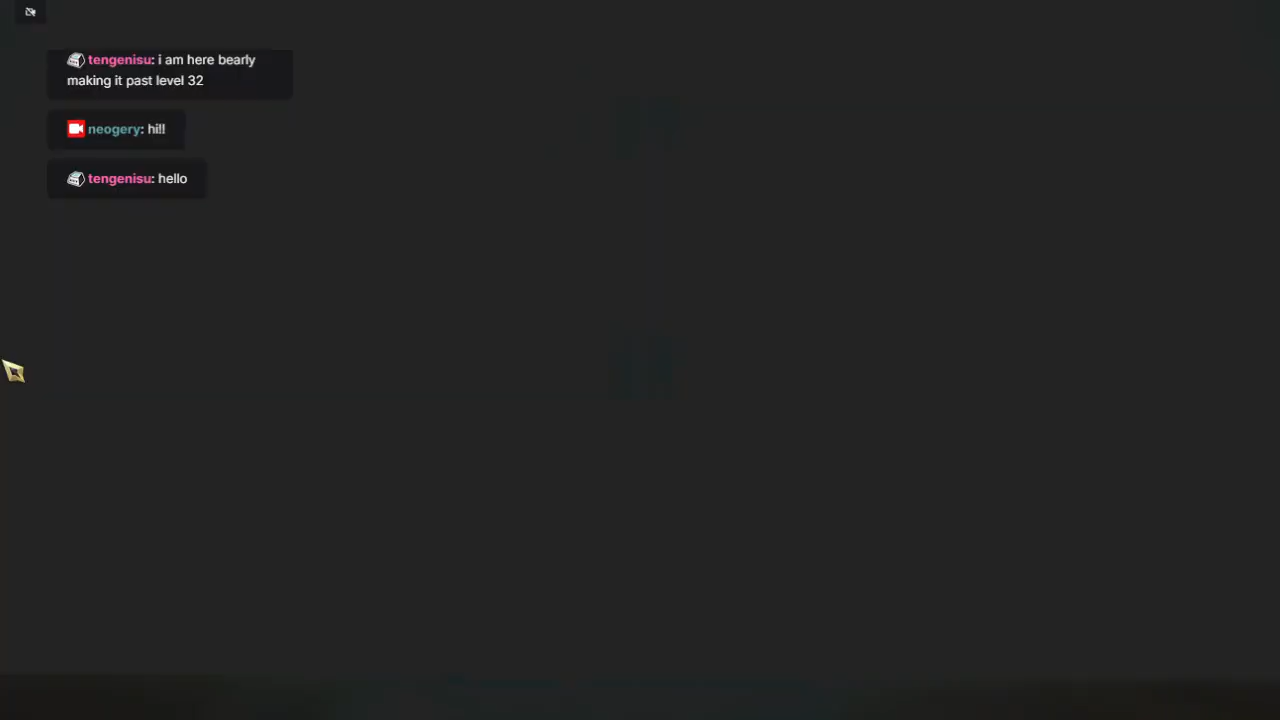 tengenisu: i am here bearly
making it past level 32
neogery: hi!!
tengenisu: hello